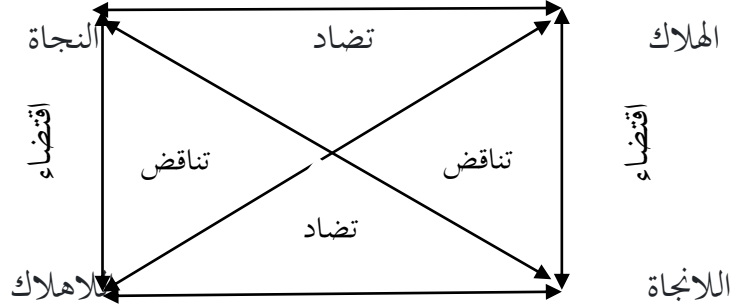 الهلاك تضاد النجاة
اقتضاء اقتضاء
تناقض تناقض
تضاد
اللانجاة اللاهلاك